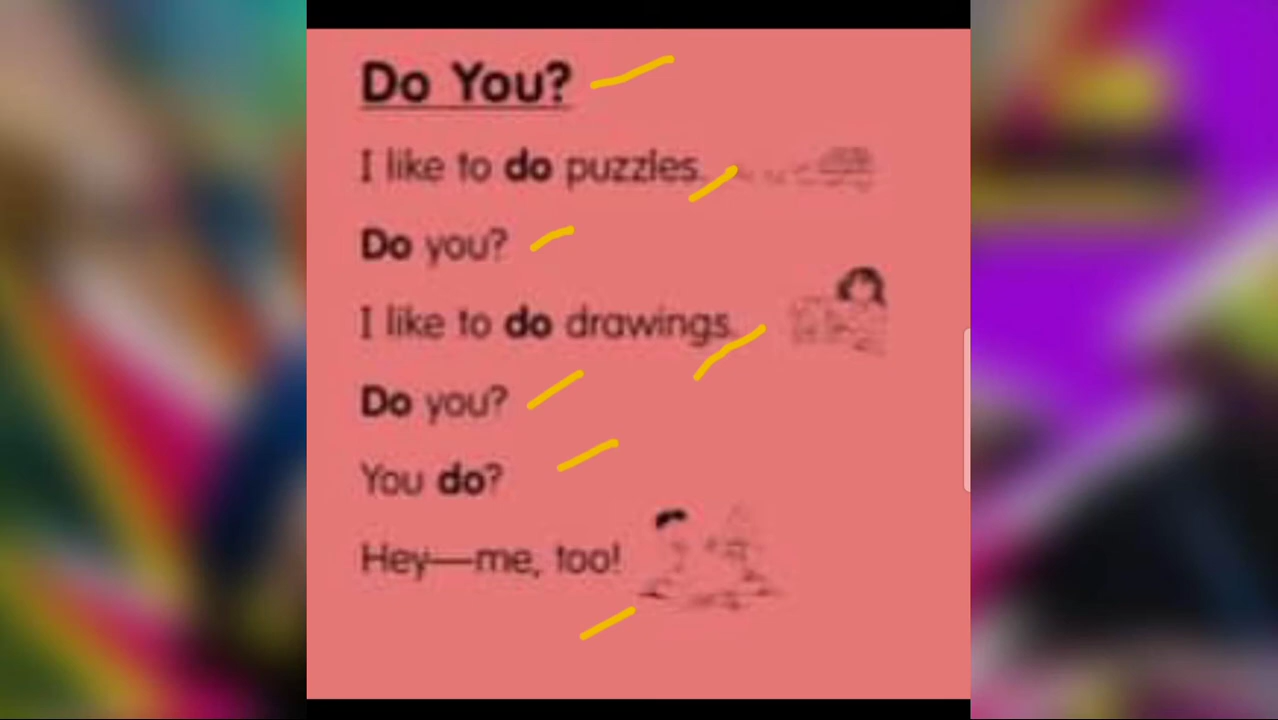 Do You?
I like to do puzzles.
Do you?
I like to do drawings.
Do you?
You do?
Hey—me, too!